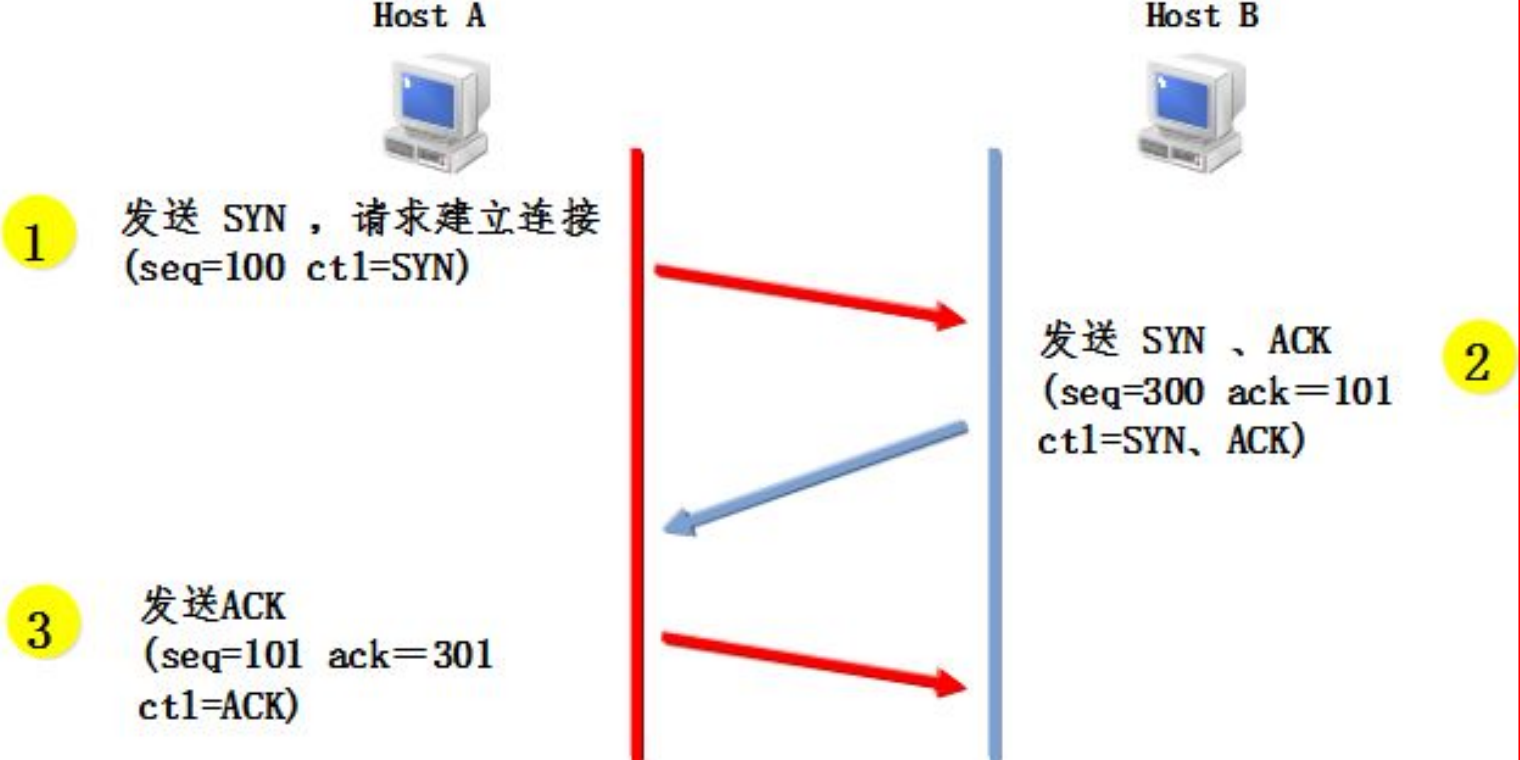 Host A
Host B
1
发送 SYN ，请求建立连接
(seq=100 ctl=SYN)
发送 SYN 、ACK
(seq=300 ack＝101
ctl=SYN、ACK)
2
3
发送ACK
(seq=101 ack＝301
ctl=ACK)